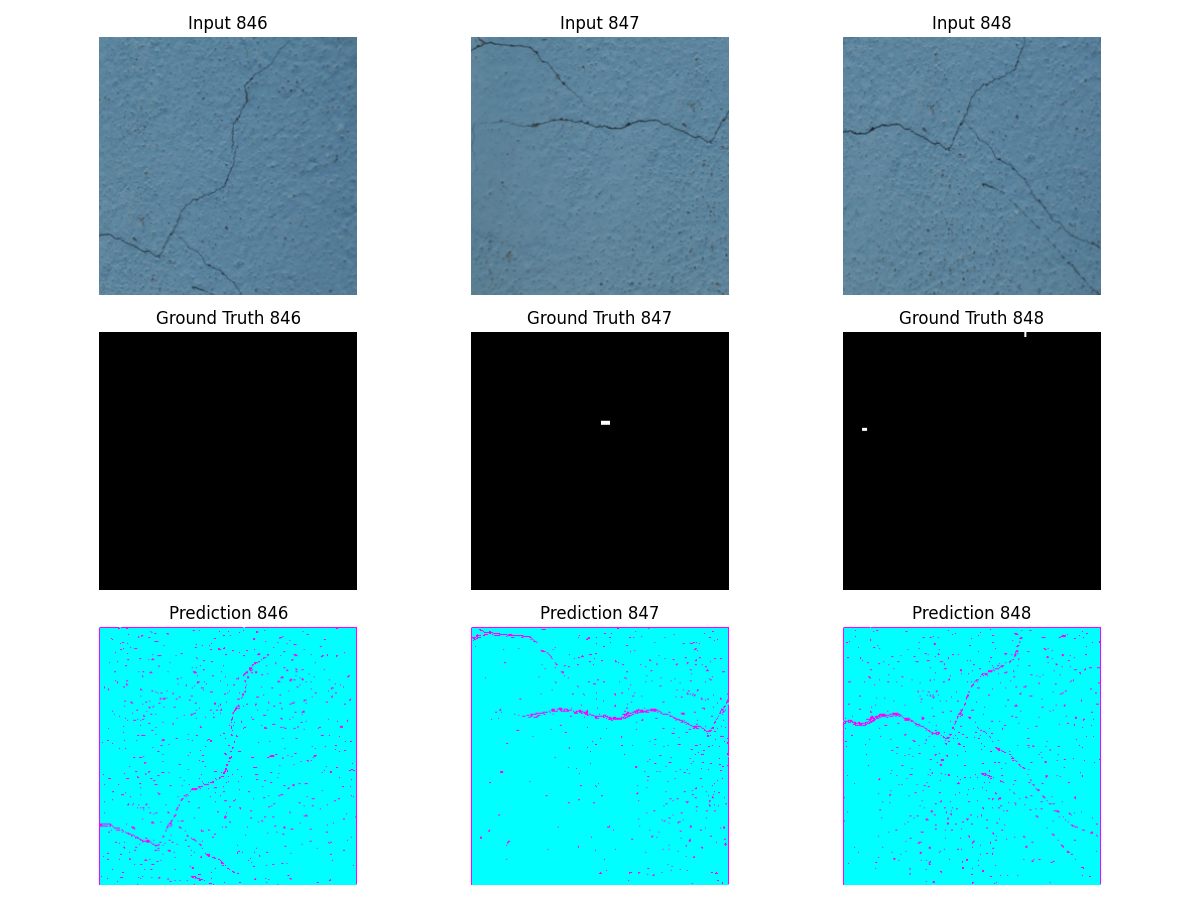 Input 846
Input 847
Input 848
Ground Truth 846
Ground Truth 847
Ground Truth 848
Prediction 846
Prediction 847
Prediction 848